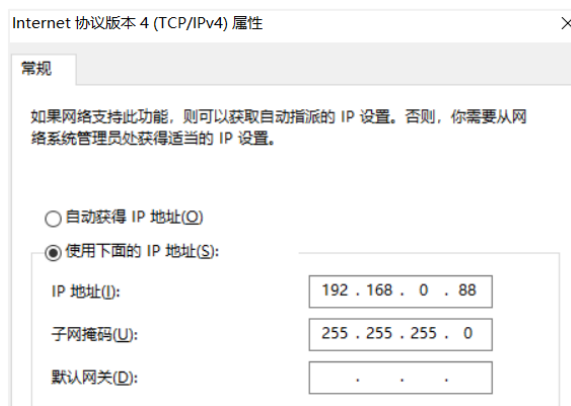 Internet 协议版本 4 (TCP/IPv4) 属性
常规
如果网络支持此功能，则可以获取自动指派的 IP 设置。否则，你需要从网
络系统管理员处获得适当的 IP 设置。
自动获得 IP 地址(O)
使用下面的 IP 地址(S):
IP 地址(I): 192 . 168 . 0 . 88
子网掩码(U): 255 . 255 . 255 . 0
默认网关(D): . . .